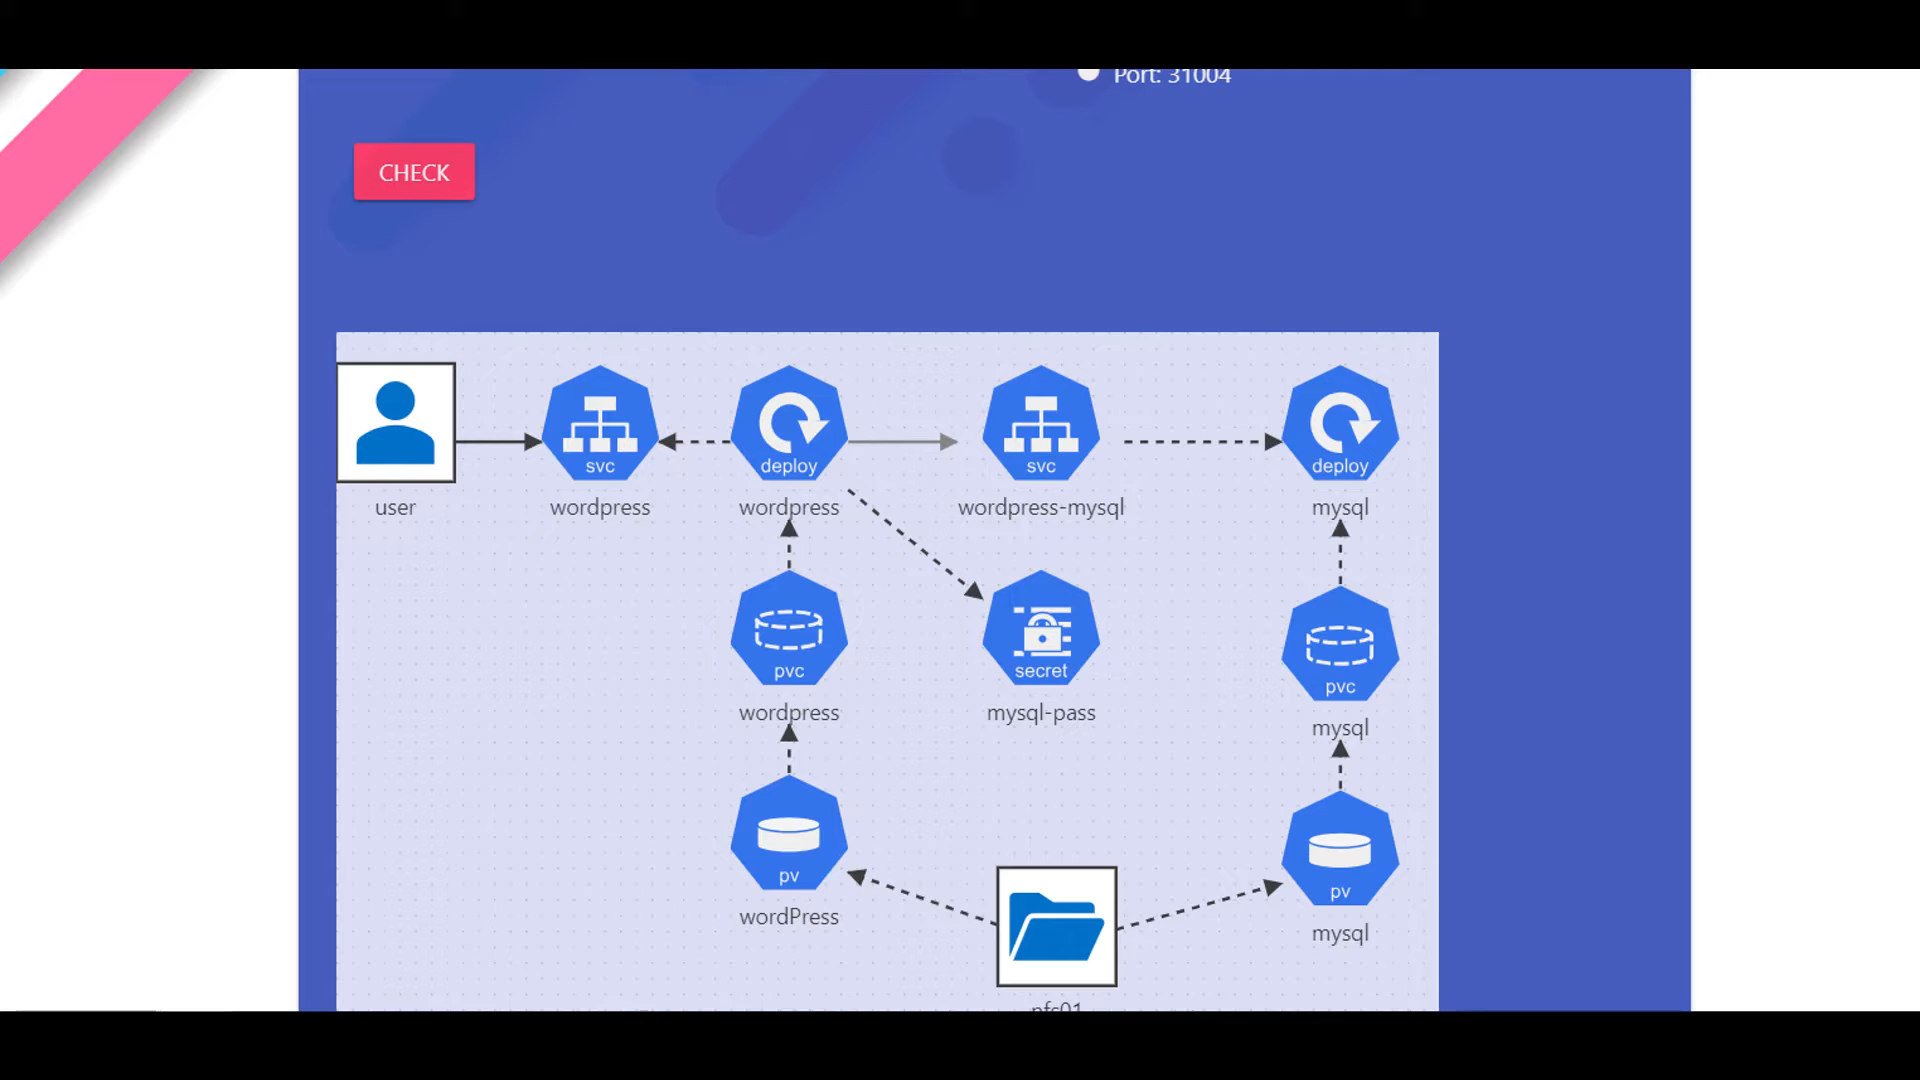 Port: 31004
CHECK
svc
deploy
svc
deploy
user
wordpress
wordpress
wordpress-mysql
mysql
pvc
secret
pvc
wordpress
mysql-pass
mysql
pv
pv
wordPress
mysql
nfs01